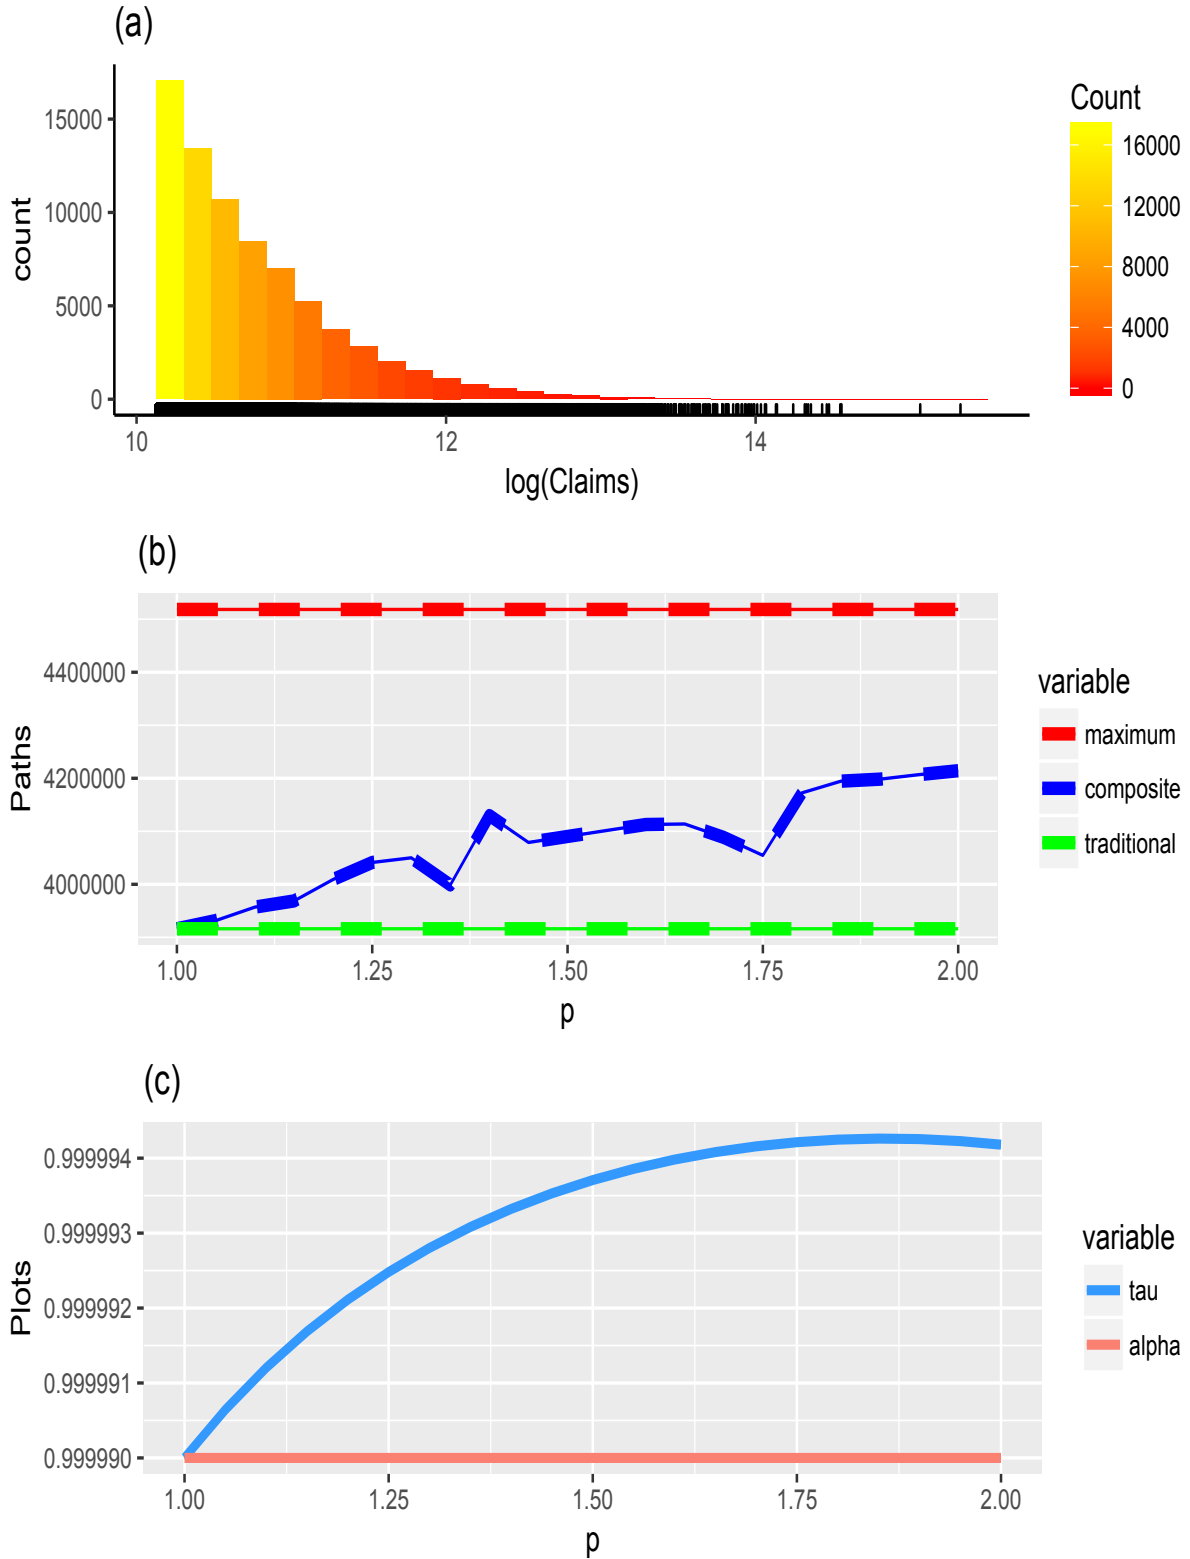 (a)
15000
10000
5000
0
count
10
12
14
log(Claims)
Count
16000
12000
8000
4000
0
(b)
4400000
4200000
4000000
Paths
1.00
1.25
1.50
1.75
2.00
p
variable
maximum
composite
traditional
(c)
0.999994
0.999993
0.999992
0.999991
0.999990
Plots
1.00
1.25
1.50
1.75
2.00
p
variable
tau
alpha